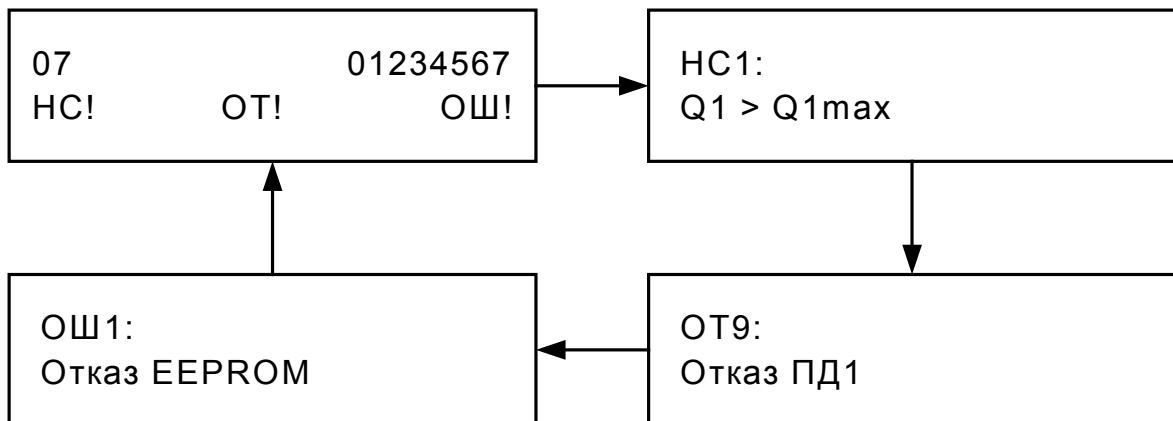 07 01234567
НС! ОТ! ОШ!
НС1:
Q1 > Q1max
ОШ1:
Отказ EEPROM
ОТ9:
Отказ ПД1